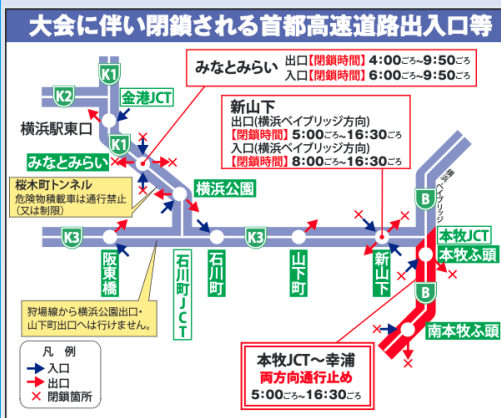 大会に伴い閉鎖される首都高速道路出入口等
みなとみらい
出口【閉鎖時間】4:00ごろ~9:50ごろ
入口【閉鎖時間】6:00ごろ~9:50ごろ
K1
K2
金港JCT
横浜駅東口
K1
みなとみらい
新山下
出口(横浜ベイブリッジ方向)
【閉鎖時間】5:00ごろ~16:30ごろ
入口(横浜ベイブリッジ方向)
【閉鎖時間】8:00ごろ~16:30ごろ
桜木町トンネル
危険物積載車は通行禁止
(又は制限)
横浜公園
B
横浜ベイブリッジ
K3
K3
本牧JCT
本牧ふ頭
阪東橋
石川町JCT
石川町
山下町
新山下
B
南本牧ふ頭
狩場線から横浜公園出口・
山下町出口へは行けません。
凡例
入口
出口
閉鎖箇所
本牧JCT~幸浦
両方向通行止め
5:00ごろ~16:30ごろ